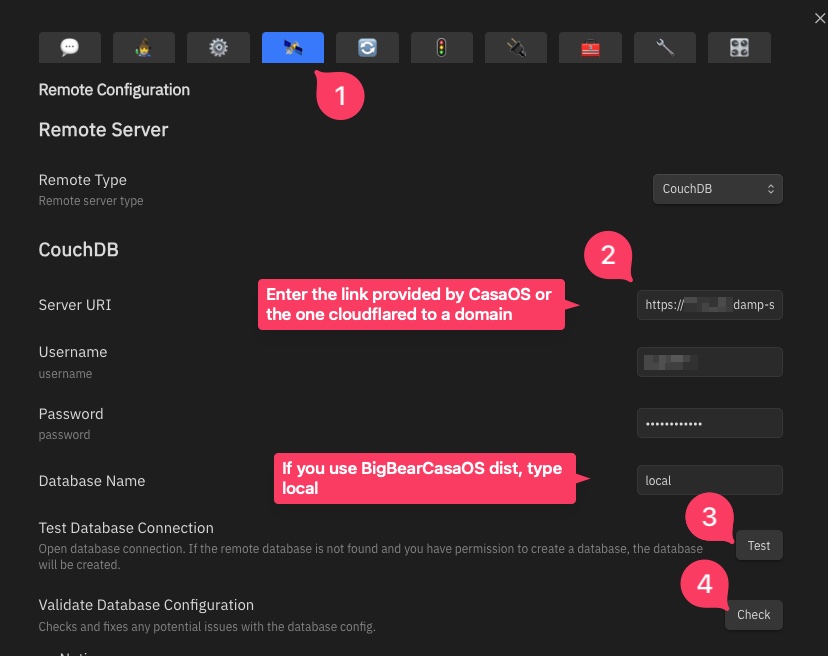 1
Remote Configuration
Remote Server
Remote Type
Remote server type
CouchDB
CouchDB
2
Server URI
Enter the link provided by CasaOS or
the one cloudflared to a domain
https://
damp-s
Username
username
Password
password
••••••••••••
Database Name
If you use BigBearCasaOS dist, type
local
local
3
Test Database Connection
Open database connection. If the remote database is not found and you have permission to create a database, the database
will be created.
Test
4
Validate Database Configuration
Checks and fixes any potential issues with the database config.
Check